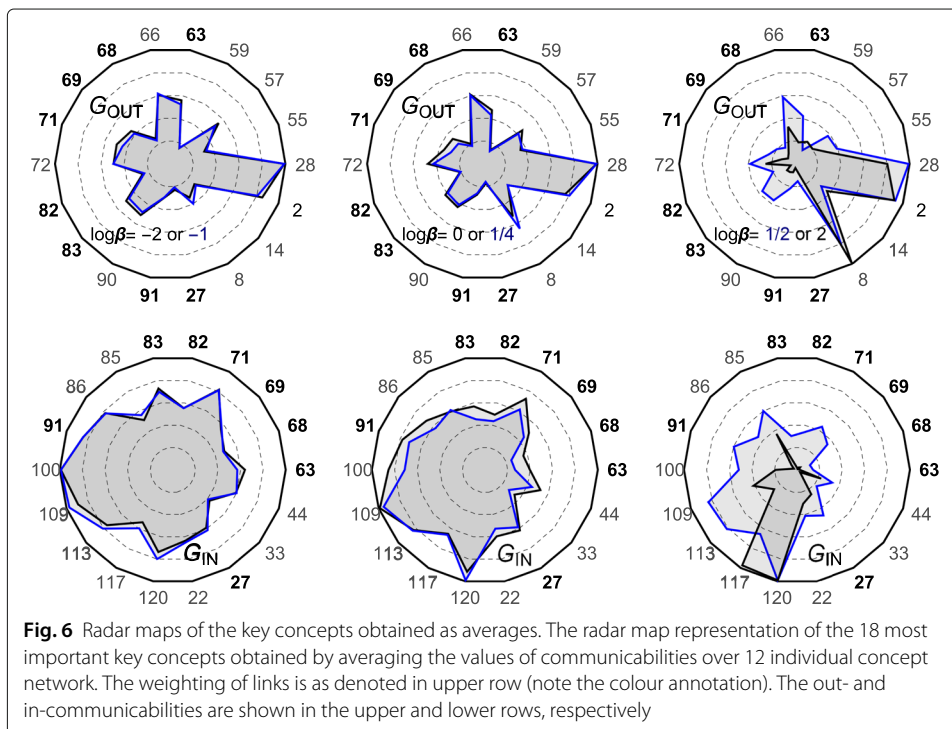 66 63 59 57 55 28 2 14 8 27 91 90 83 82 72 71 69 68
G_OUT
logβ= −2 or −1
66 63 59 57 55 28 2 14 8 27 91 90 83 82 72 71 69 68
G_OUT
logβ= 0 or 1/4
66 63 59 57 55 28 2 14 8 27 91 90 83 82 72 71 69 68
G_OUT
logβ= 1/2 or 2
83 82 71 69 68 63 44 33 27 22 120 117 113 109 100 91 86 85
G_IN
83 82 71 69 68 63 44 33 27 22 120 117 113 109 100 91 86 85
G_IN
83 82 71 69 68 63 44 33 27 22 120 117 113 109 100 91 86 85
G_IN
Fig. 6 Radar maps of the key concepts obtained as averages. The radar map representation of the 18 most
important key concepts obtained by averaging the values of communicabilities over 12 individual concept
network. The weighting of links is as denoted in upper row (note the colour annotation). The out- and
in-communicabilities are shown in the upper and lower rows, respectively